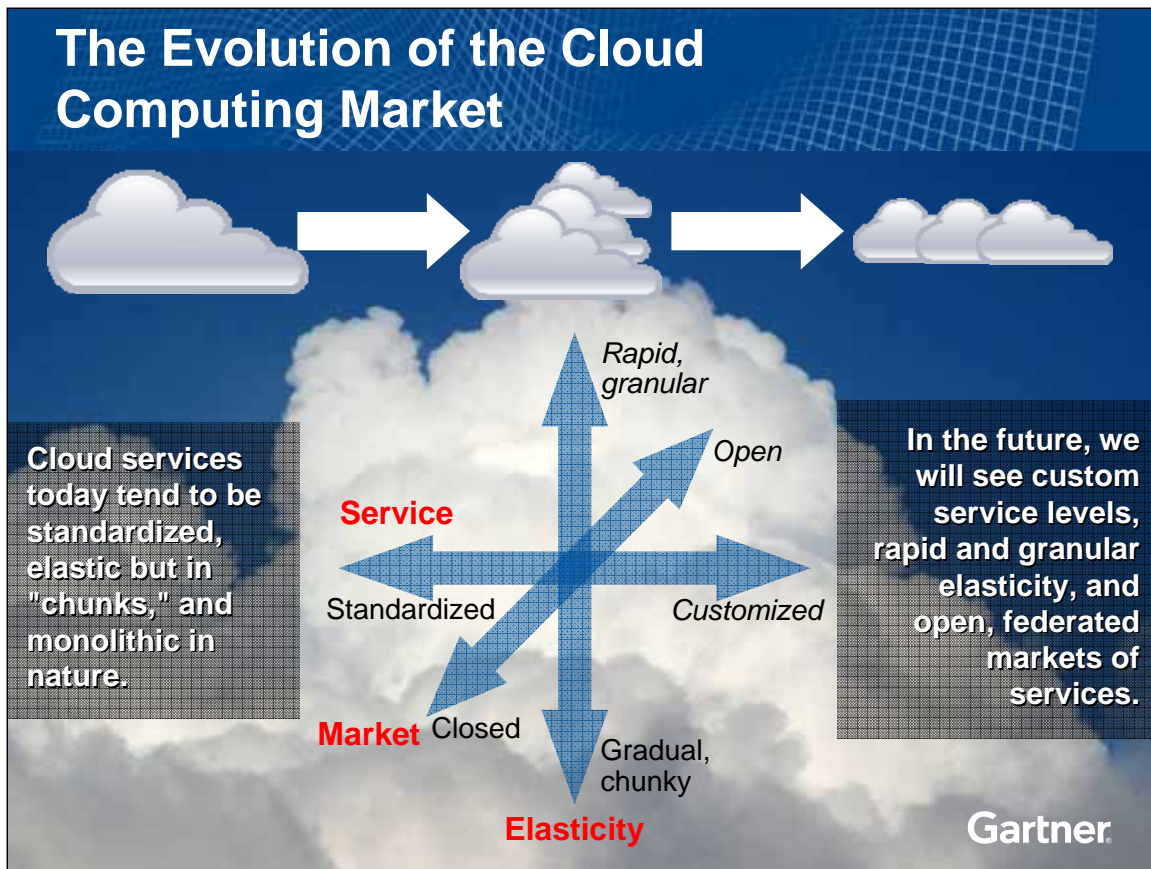 The Evolution of the Cloud
Computing Market
Rapid,
granular
Open
Cloud services
today tend to be
standardized,
elastic but in
"chunks," and
monolithic in
nature.
Service
Standardized
Customized
Market
Closed
Gradual,
chunky
Elasticity
In the future, we
will see custom
service levels,
rapid and granular
elasticity, and
open, federated
markets of
services.
Gartner®